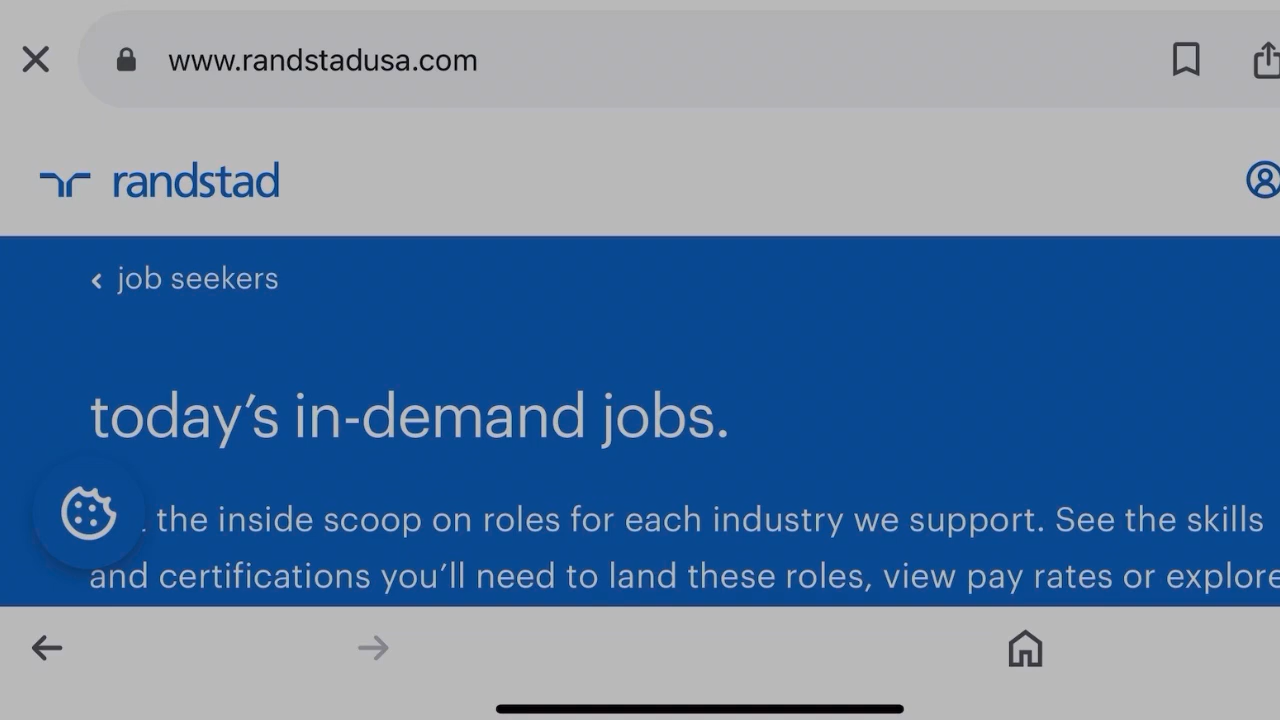 www.randstadusa.com
randstad
job seekers
today’s in-demand jobs.
the inside scoop on roles for each industry we support. See the skills
and certifications you’ll need to land these roles, view pay rates or explore